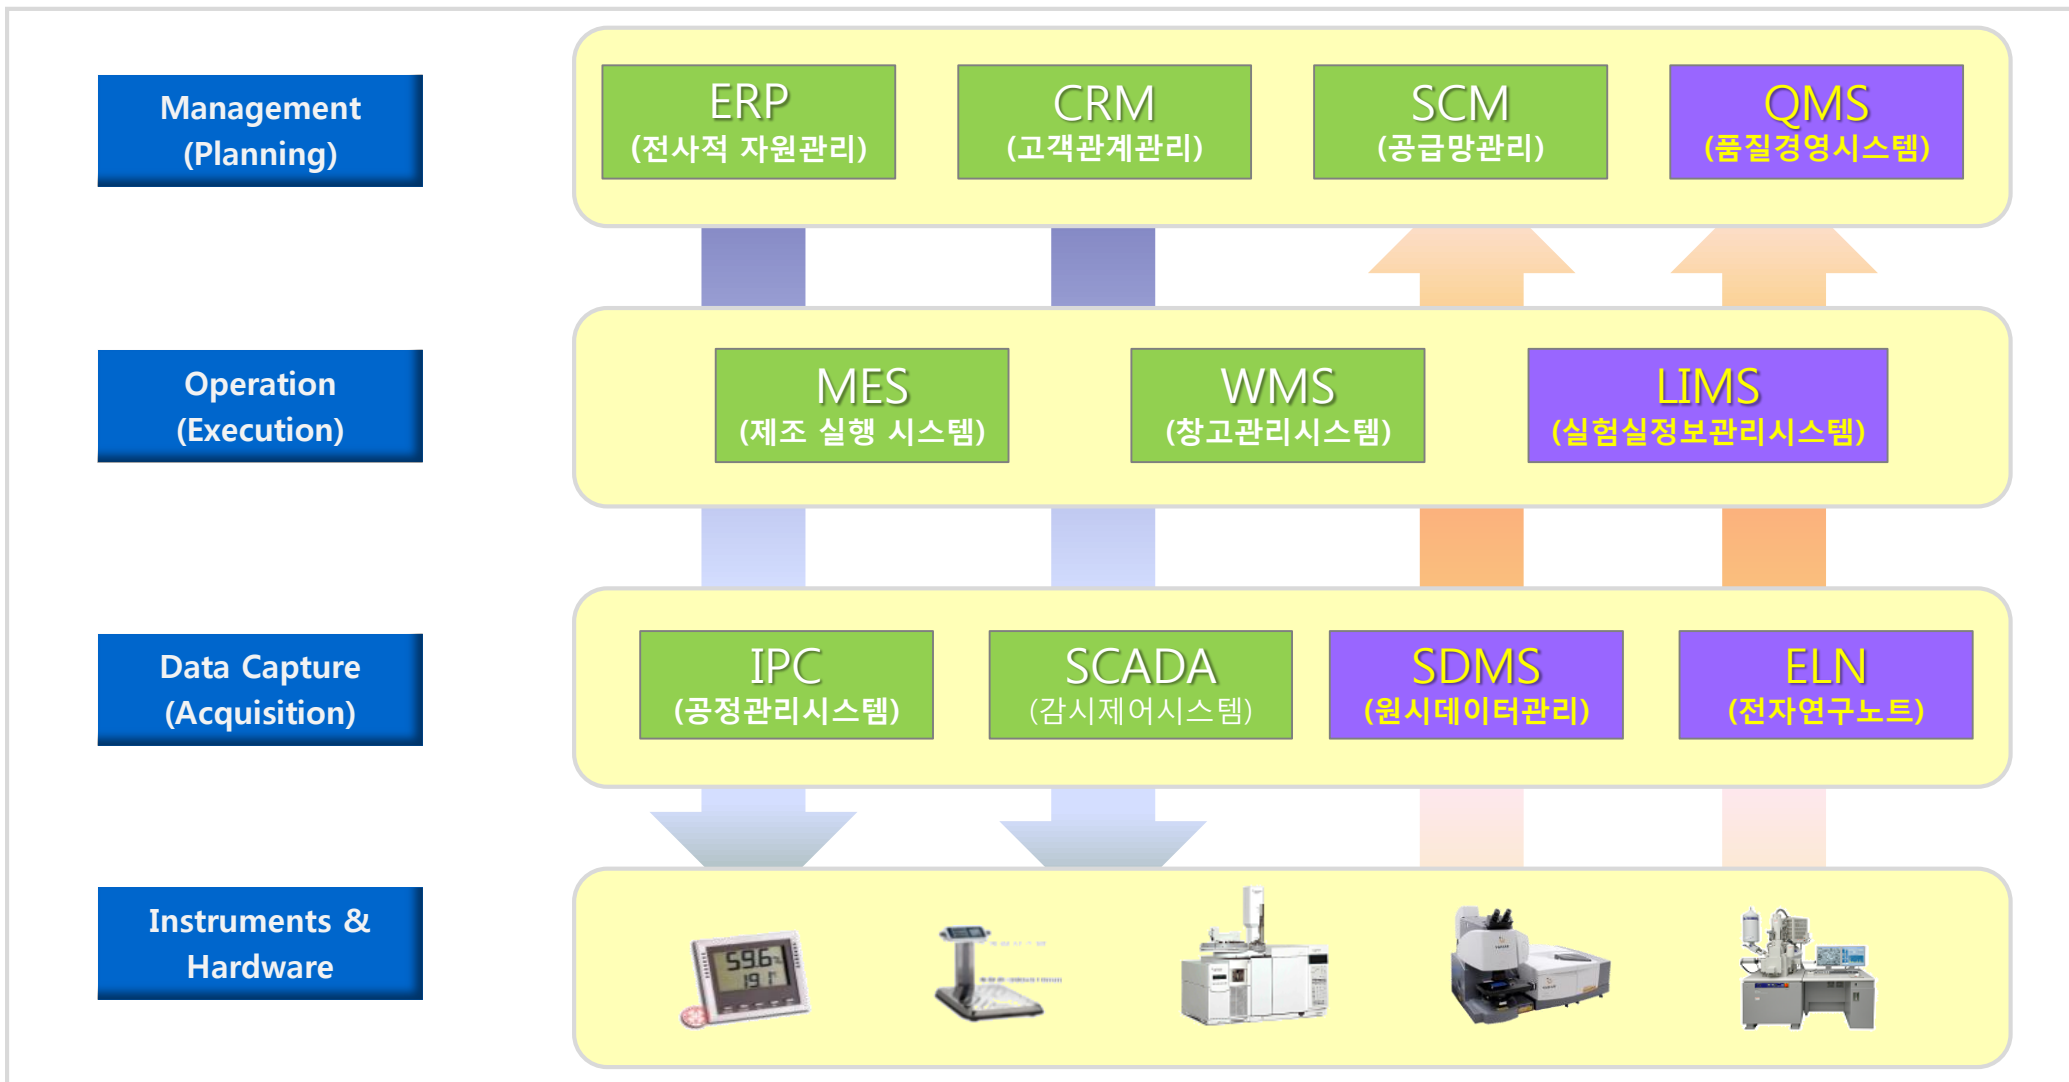 Management
(Planning)
ERP
(전사적 자원관리)
CRM
(고객관계관리)
SCM
(공급망관리)
QMS
(품질경영시스템)
Operation
(Execution)
MES
(제조 실행 시스템)
WMS
(창고관리시스템)
LIMS
(실험실정보관리시스템)
Data Capture
(Acquisition)
IPC
(공정관리시스템)
SCADA
(감시제어시스템)
SDMS
(원시데이터관리)
ELN
(전자연구노트)
Instruments &
Hardware
59.6%
19.1°